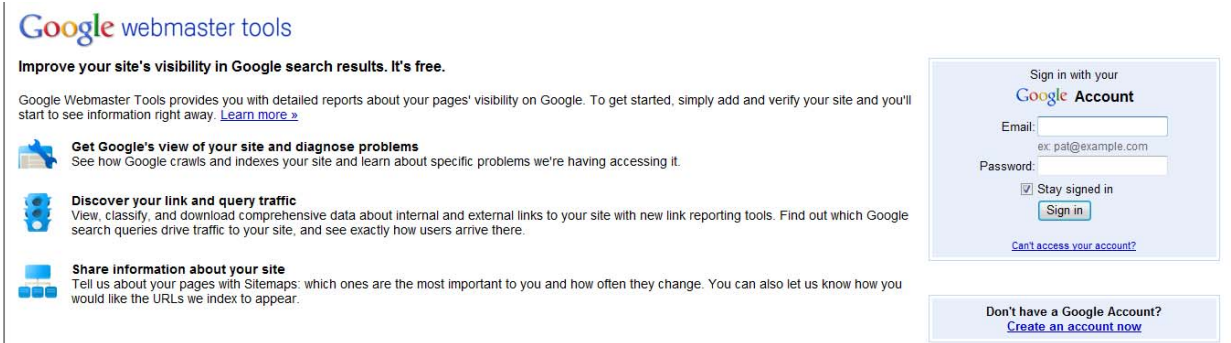 Google webmaster tools
Improve your site's visibility in Google search results. It's free.
Google Webmaster Tools provides you with detailed reports about your pages' visibility on Google. To get started, simply add and verify your site and you'll
start to see information right away. Learn more »
Get Google's view of your site and diagnose problems
See how Google crawls and indexes your site and learn about specific problems we're having accessing it.
Discover your link and query traffic
View, classify, and download comprehensive data about internal and external links to your site with new link reporting tools. Find out which Google
search queries drive traffic to your site, and see exactly how users arrive there.
Share information about your site
Tell us about your pages with Sitemaps: which ones are the most important to you and how often they change. You can also let us know how you
would like the URLs we index to appear.
Sign in with your
Google Account
Email:
ex: pat@example.com
Password:
Stay signed in
Sign in
Can't access your account?
Don't have a Google Account?
Create an account now